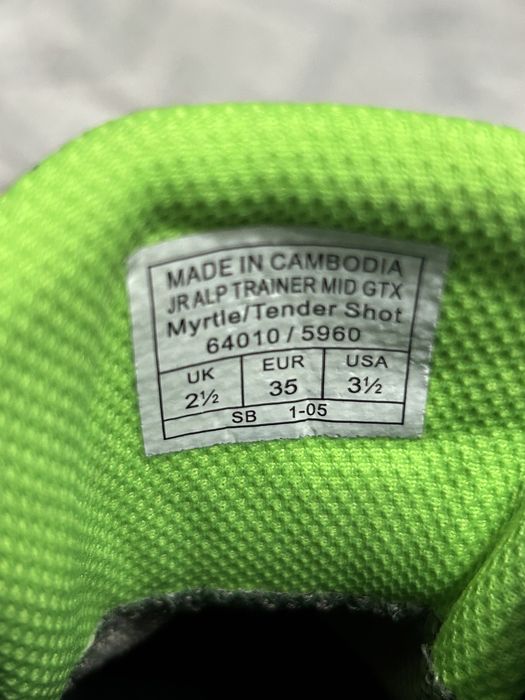 MADE IN CAMBODIA
JR ALP TRAINER MID GTX
Myrtle/Tender Shot
64010 / 5960
UK EUR USA
2½ 35 3½
SB 1-05